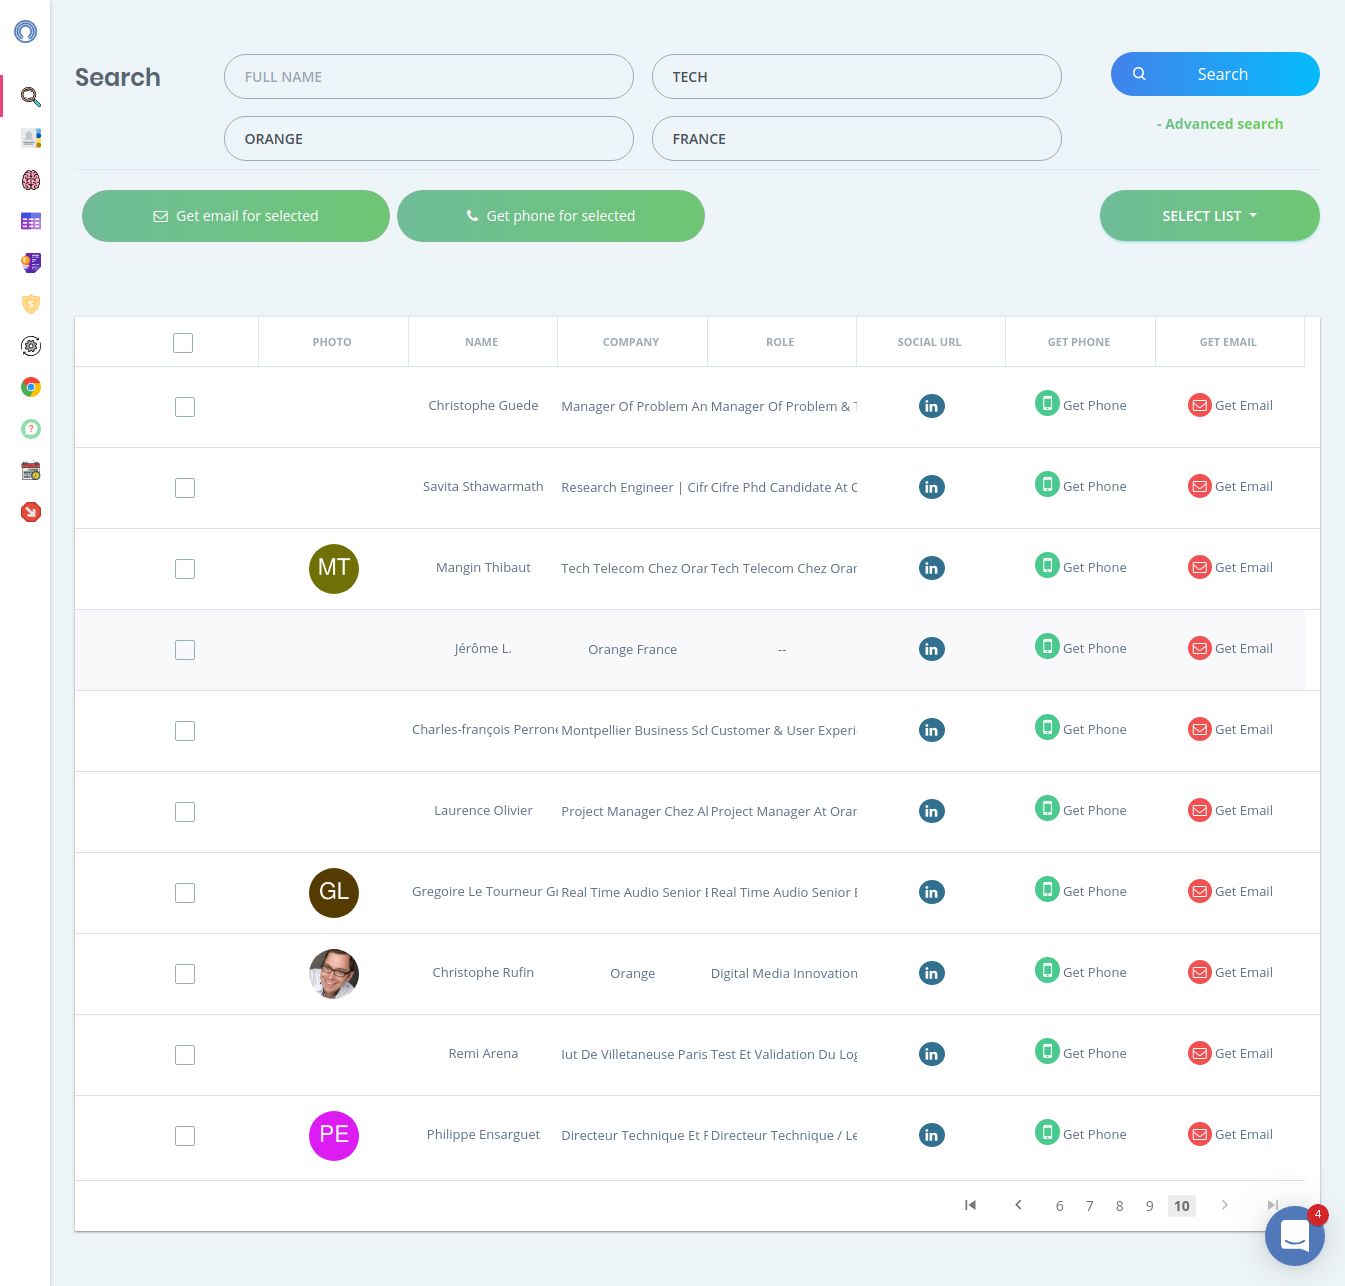 Search
FULL NAME
TECH
Search
ORANGE
FRANCE
- Advanced search
Get email for selected
Get phone for selected
SELECT LIST
PHOTO NAME COMPANY ROLE SOCIAL URL GET PHONE GET EMAIL
Christophe Guede Manager Of Problem An Manager Of Problem & T in Get Phone Get Email
Savita Sthawarmath Research Engineer | Cifr Cifre Phd Candidate At O in Get Phone Get Email
MT Mangin Thibaut Tech Telecom Chez Orar Tech Telecom Chez Orar in Get Phone Get Email
Jérôme L. Orange France -- in Get Phone Get Email
Charles-françois Perrone Montpellier Business Scl Customer & User Experi in Get Phone Get Email
Laurence Olivier Project Manager Chez Al Project Manager At Orar in Get Phone Get Email
GL Gregoire Le Tourneur Gr Real Time Audio Senior E Real Time Audio Senior E in Get Phone Get Email
Christophe Rufin Orange Digital Media Innovation in Get Phone Get Email
Remi Arena Iut De Villetaneuse Paris Test Et Validation Du Log in Get Phone Get Email
PE Philippe Ensarguet Directeur Technique Et F Directeur Technique / Le in Get Phone Get Email
6 7 8 9 10
4